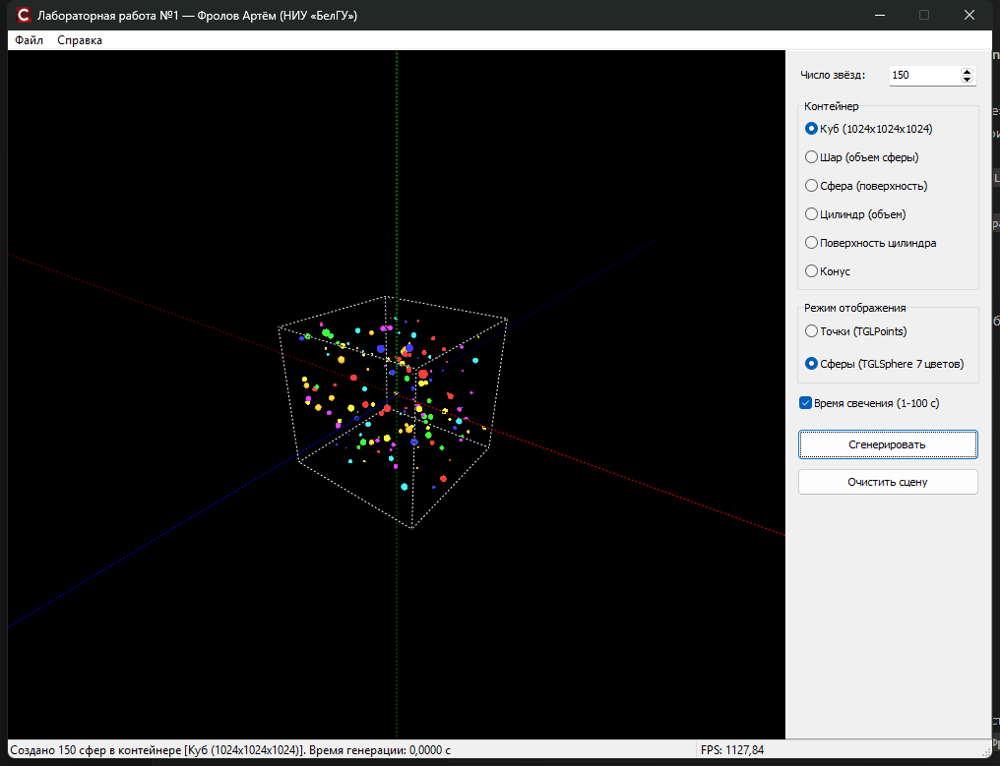 Лабораторная работа №1 — Фролов Артём (НИУ «БелГУ»)
Файл Справка
Число звёзд: 150
Контейнер
Куб (1024x1024x1024)
Шар (объем сферы)
Сфера (поверхность)
Цилиндр (объем)
Поверхность цилиндра
Конус
Режим отображения
Точки (TGLPoints)
Сферы (TGLSphere 7 цветов)
Время свечения (1-100 с)
Сгенерировать
Очистить сцену
Создано 150 сфер в контейнере [Куб (1024x1024x1024)]. Время генерации: 0,0000 с
FPS: 1127,84